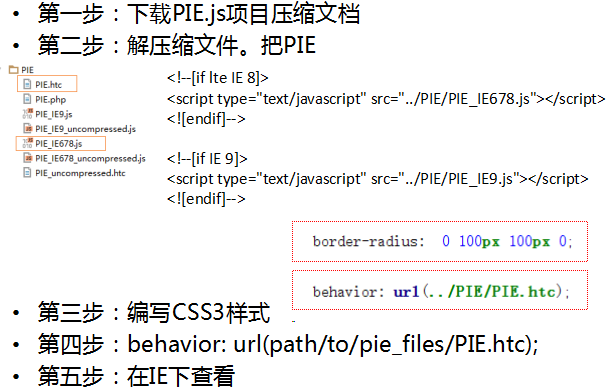 • 第一步：下载PIE.js项目压缩文档
• 第二步：解压缩文件。把PIE
PIE
PIE.htc
PIE.php
PIE_IE9.js
PIE_IE9_uncompressed.js
PIE_IE678.js
PIE_IE678_uncompressed.js
PIE_uncompressed.htc
<!--[if lte IE 8]>
<script type="text/javascript" src="../PIE/PIE_IE678.js"></script>
<![endif]-->
<!--[if IE 9]>
<script type="text/javascript" src="../PIE/PIE_IE9.js"></script>
<![endif]-->
border-radius: 0 100px 100px 0;
behavior: url(../PIE/PIE.htc);
• 第三步：编写CSS3样式
• 第四步：behavior: url(path/to/pie_files/PIE.htc);
• 第五步：在IE下查看